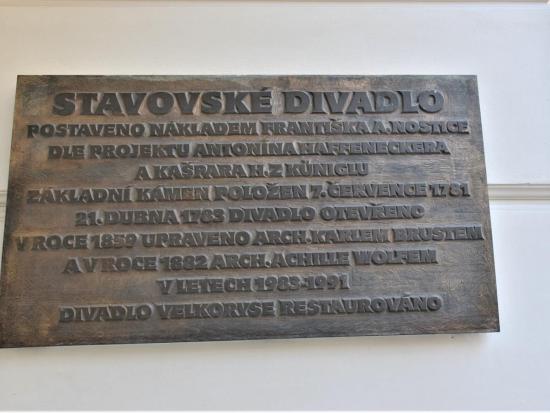 STAVOVSKÉ DIVADLO
POSTAVENO NÁKLADEM FRANTIŠKA A. NOSTICE
DLE PROJEKTU ANTONÍNA HAFFENECKERA
A KAŠPARA H. Z KÜNIGLU
ZÁKLADNÍ KÁMEN POLOŽEN 7. ČERVENCE 1781
21. DUBNA 1783 DIVADLO OTEVŘENO
V ROCE 1859 UPRAVENO ARCH. KARLEM BRUSTEM
A V ROCE 1882 ARCH. ACHILLE WOLFEM
V LETECH 1983-1991
DIVADLO VELKORYSE RESTAUROVÁNO